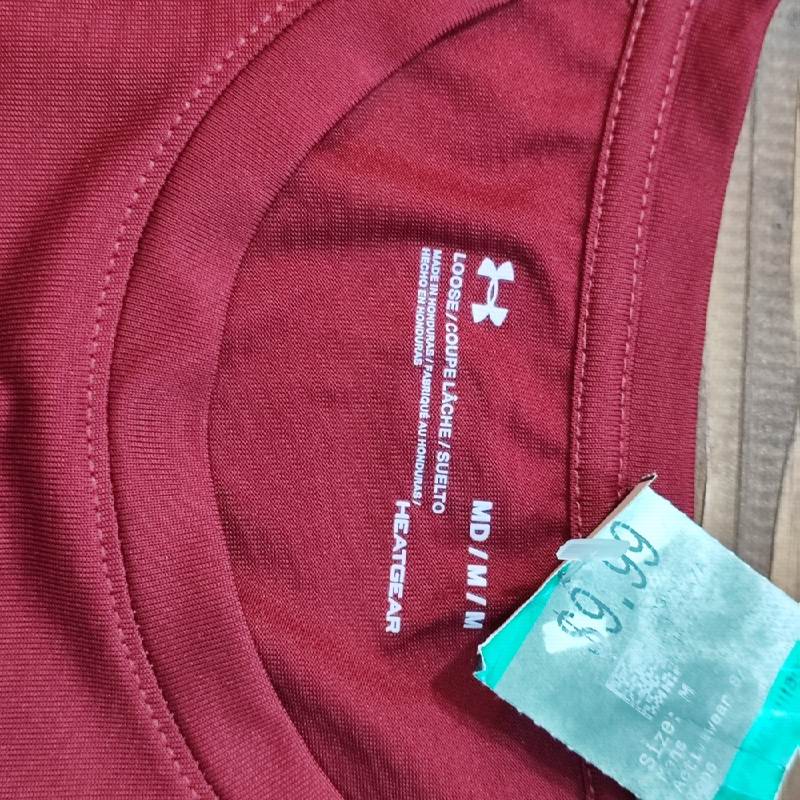 LOOSE / COUPE LÂCHE / SUELTO
MADE IN HONDURAS / FABRIQUÉ AU HONDURAS /
HECHO EN HONDURAS
MD / M / M
HEATGEAR
$9.99
Size: M